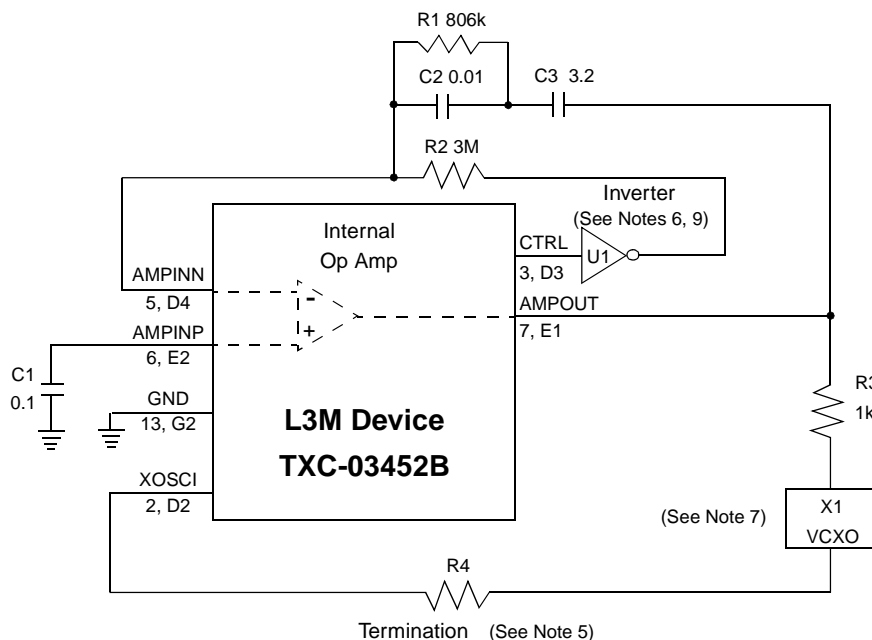 R1 806k
C2 0.01
C3 3.2
R2 3M
Inverter
(See Notes 6, 9)
Internal
Op Amp
CTRL
U1
3, D3
AMPINN
5, D4
-
AMPOUT
7, E1
AMPINP
+
6, E2
C1
0.1
GND
13, G2
R3
1k
L3M Device
TXC-03452B
XOSCI
2, D2
X1
VCXO
(See Note 7)
R4
Termination (See Note 5)